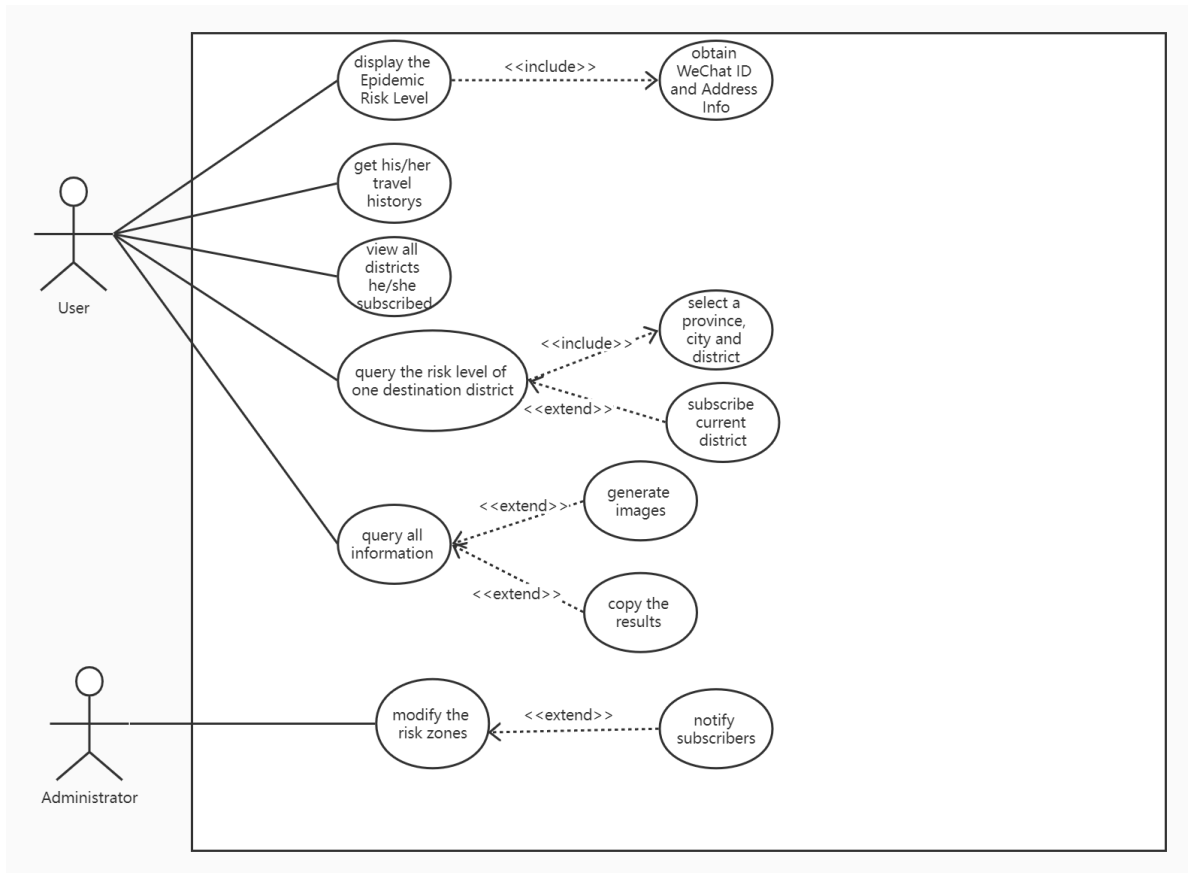 display the
Epidemic
Risk Level
<<include>>
obtain
WeChat ID
and Address
Info
get his/her
travel
historys
User
view all
districts
he/she
subscribed
query the risk level of
one destination district
<<include>>
select a
province,
city and
district
<<extend>>
subscribe
current
district
query all
information
<<extend>>
generate
images
<<extend>>
copy the
results
Administrator
modify the
risk zones
<<extend>>
notify
subscribers